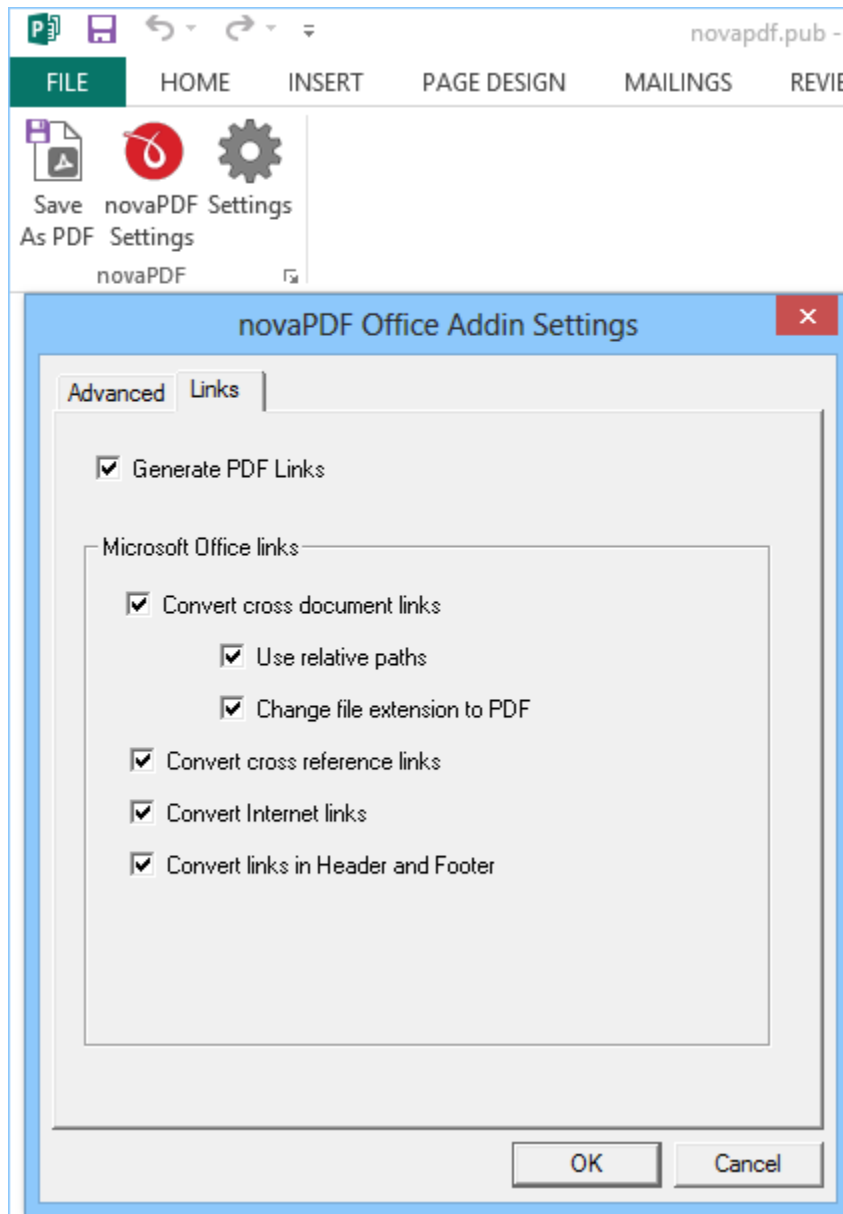 novapdf.pub -
FILE HOME INSERT PAGE DESIGN MAILINGS REVIE
Save novaPDF Settings
As PDF Settings
novaPDF
novaPDF Office Addin Settings
Advanced Links
Generate PDF Links
Microsoft Office links
Convert cross document links
Use relative paths
Change file extension to PDF
Convert cross reference links
Convert Internet links
Convert links in Header and Footer
OK Cancel